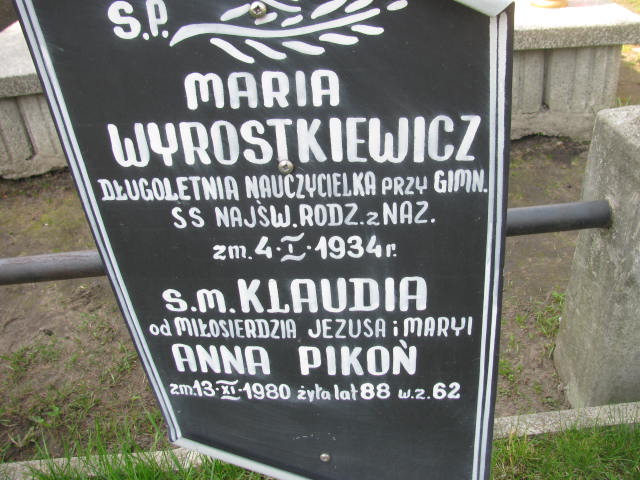 Ś.P.
MARIA
WYROSTKIEWICZ
DŁUGOLETNIA NAUCZYCIELKA PRZY GIMN.
SS NAJŚW. RODZ. z NAZ.
zm. 4·I·1934 r.
s.m. KLAUDIA
od MIŁOSIERDZIA JEZUSA i MARYI
ANNA PIKOŃ
zm. 13·XI·1980 żyła lat 88 w.z. 62